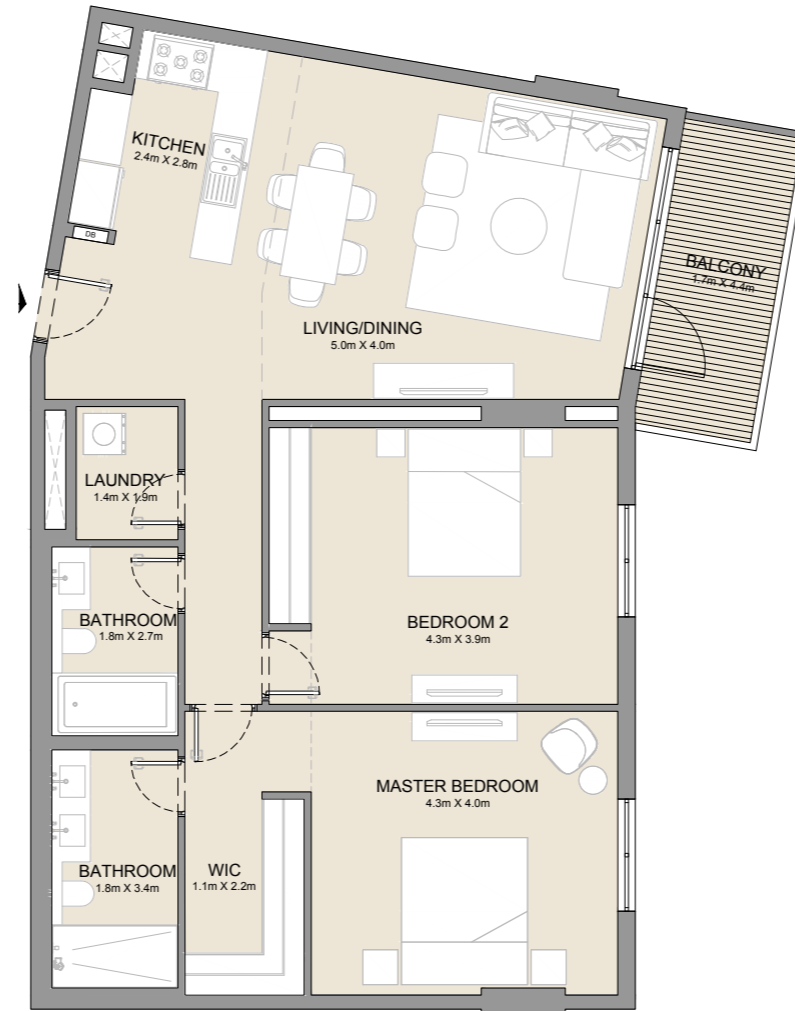 KITCHEN
2.4m X 2.8m
DB
BALCONY
1.7m X 4.4m
LIVING/DINING
5.0m X 4.0m
LAUNDRY
1.4m X 1.9m
BATHROOM
1.8m X 2.7m
BEDROOM 2
4.3m X 3.9m
MASTER BEDROOM
4.3m X 4.0m
BATHROOM
1.8m X 3.4m
WIC
1.1m X 2.2m